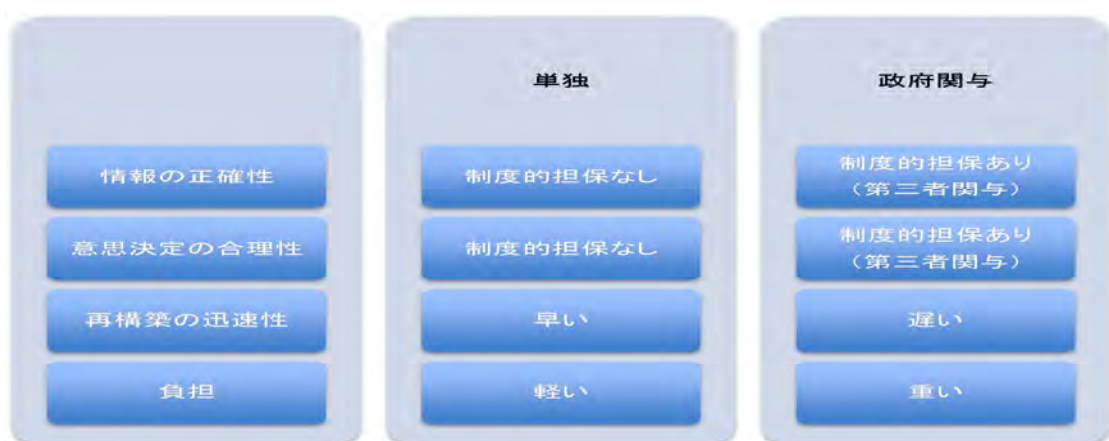 単独
政府関与
情報の正確性
制度的担保なし
制度的担保あり
（第三者関与）
意思決定の合理性
制度的担保なし
制度的担保あり
（第三者関与）
再構築の迅速性
早い
遅い
負担
軽い
重い